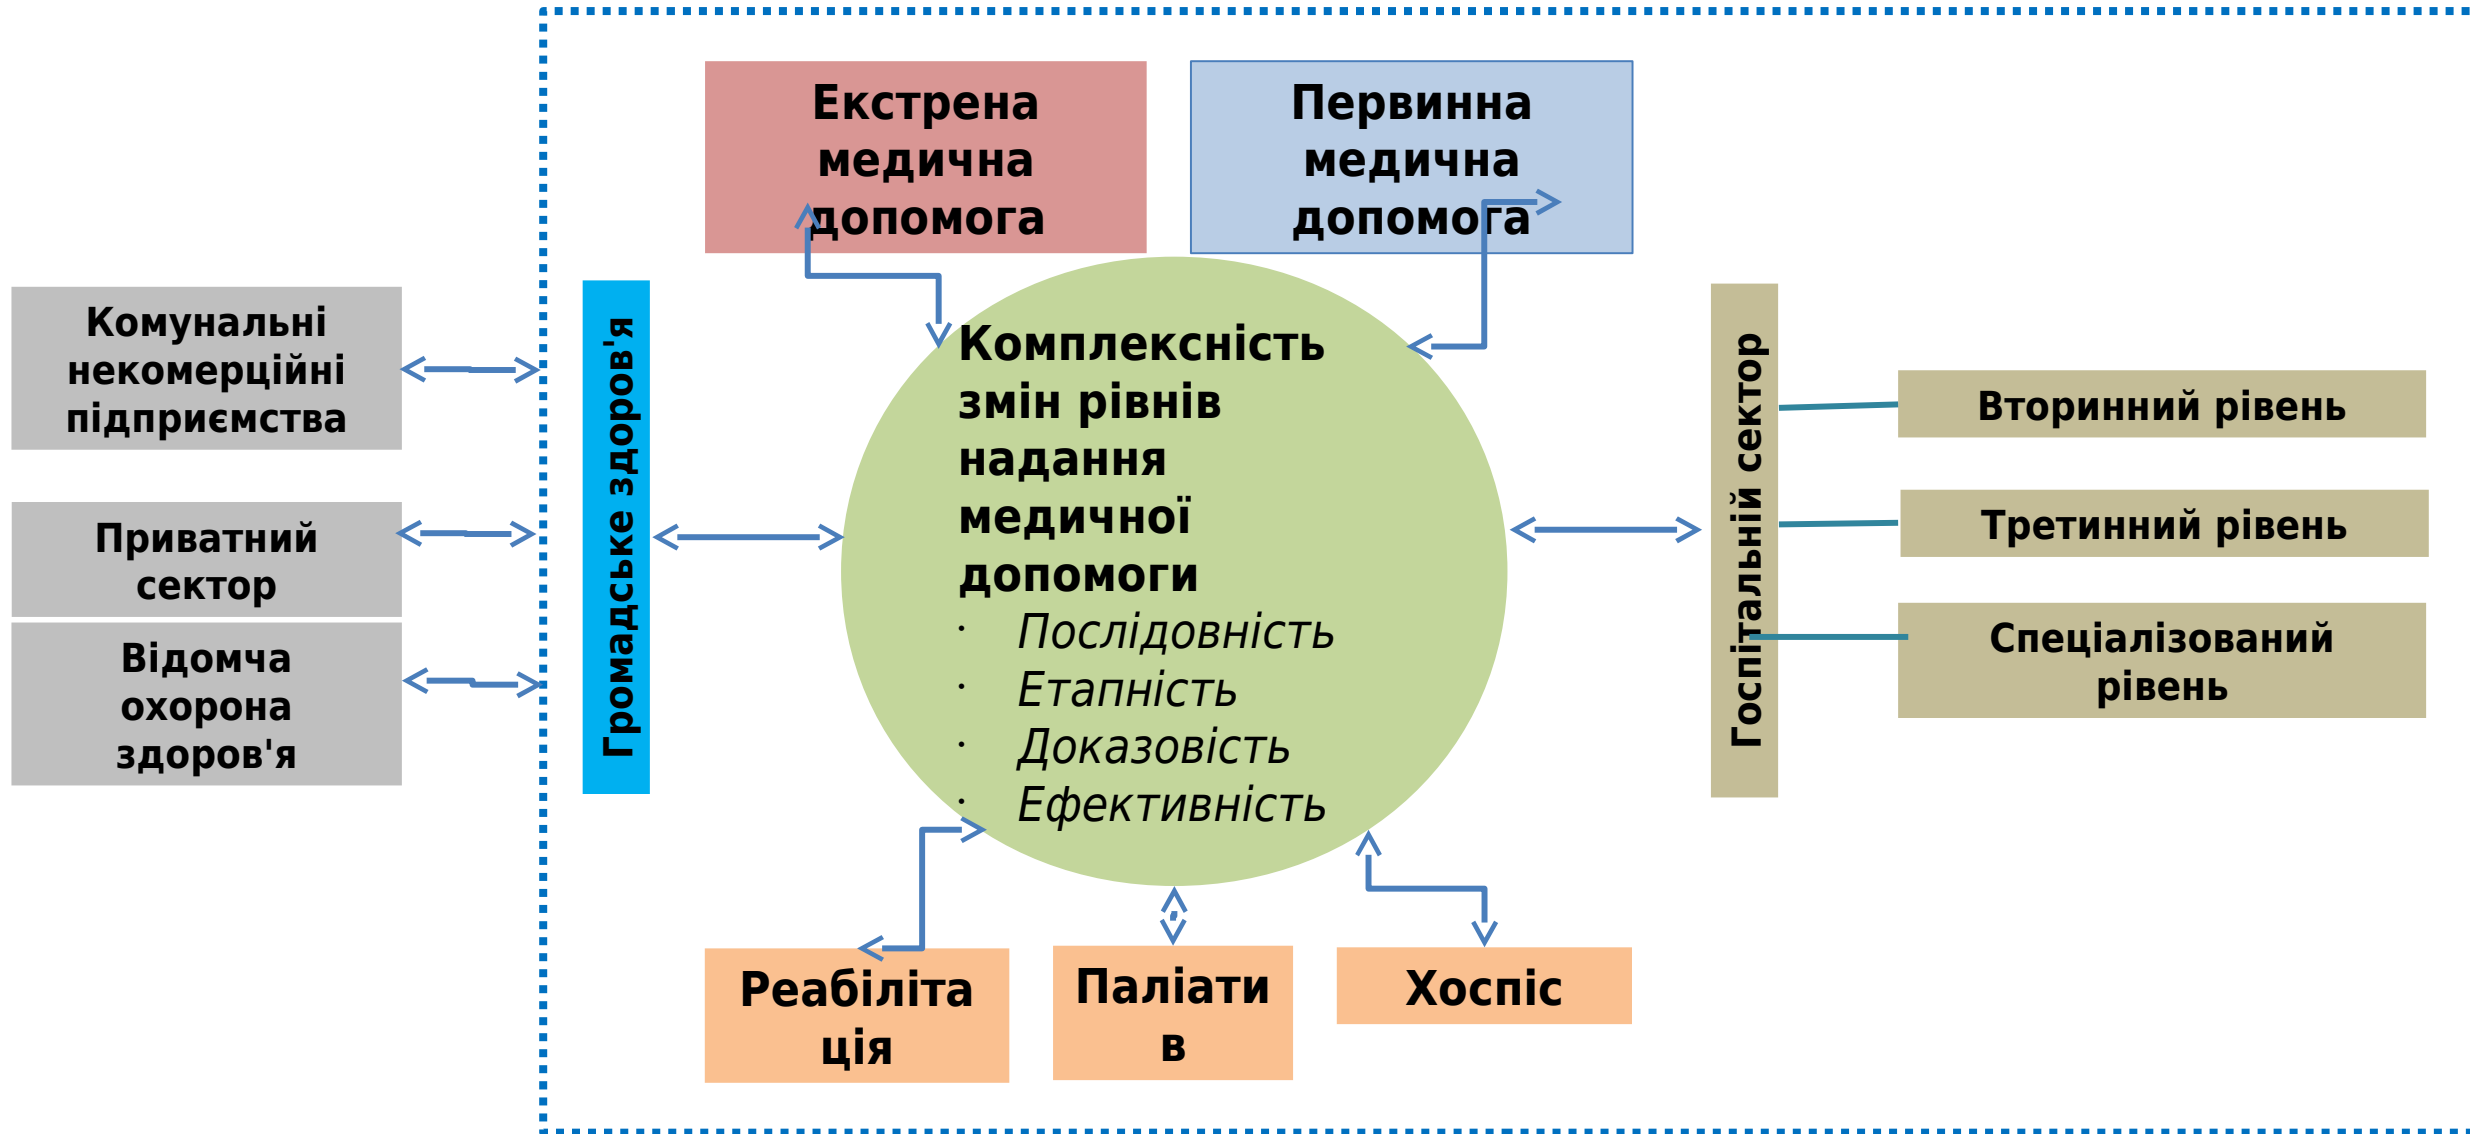 Екстрена
медична
допомога
Первинна
медична
допомога
Комунальні
некомерційні
підприємства
Приватний
сектор
Відомча
охорона
здоров'я
Громадське здоров'я
Комплексність
змін рівнів
надання
медичної
допомоги
· Послідовність
· Етапність
· Доказовість
· Ефективність
Госпітальній сектор
Вторинний рівень
Третинний рівень
Спеціалізований
рівень
Реабіліта
ція
Паліати
в
Хоспіс